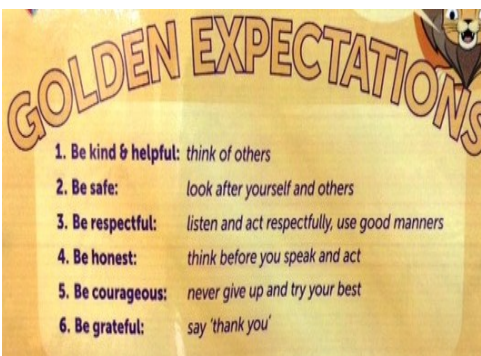 GOLDEN EXPECTATIONS
1. Be kind & helpful: think of others
2. Be safe: look after yourself and others
3. Be respectful: listen and act respectfully, use good manners
4. Be honest: think before you speak and act
5. Be courageous: never give up and try your best
6. Be grateful: say 'thank you'